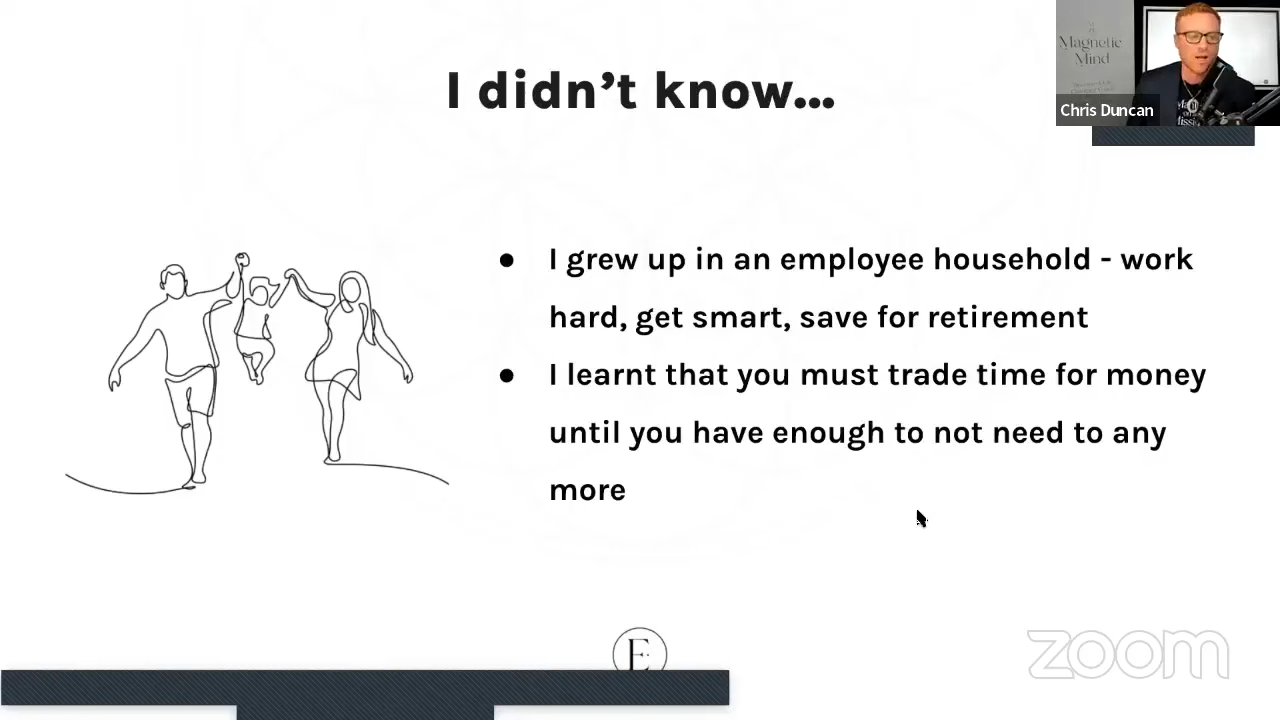 I didn’t know...
Magnetic
Mind
Chris Duncan
● I grew up in an employee household - work
hard, get smart, save for retirement
● I learnt that you must trade time for money
until you have enough to not need to any
more
E
zoom